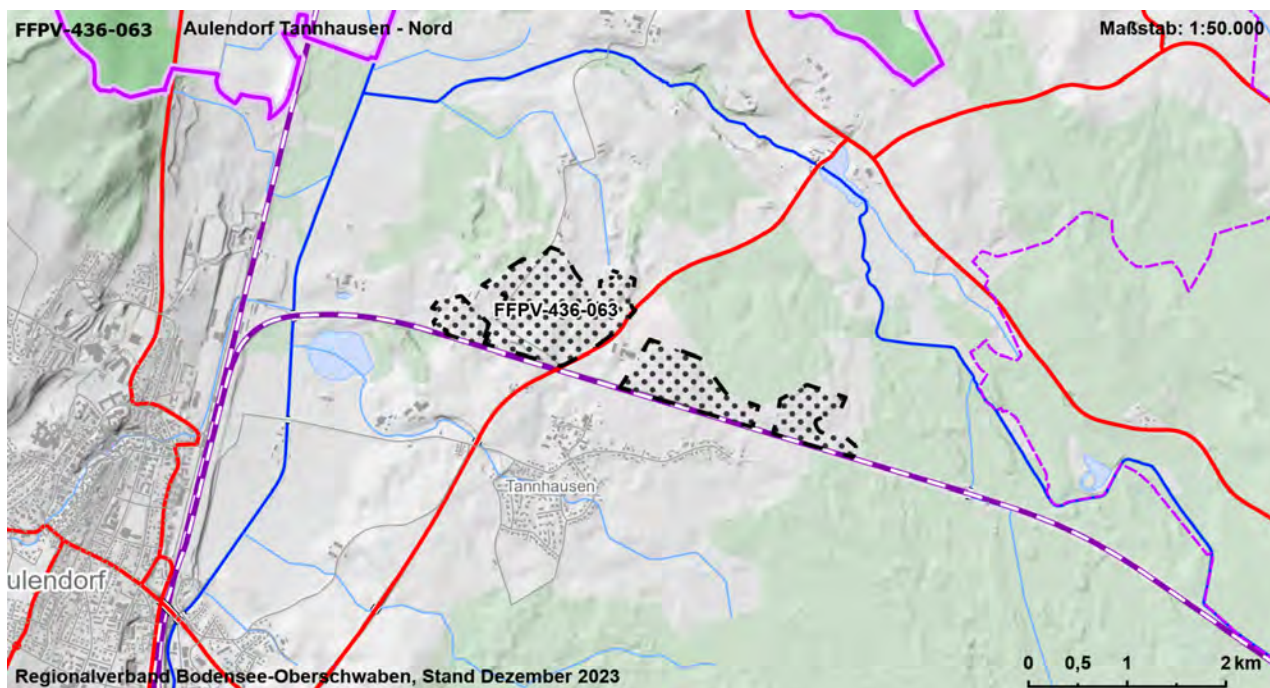 FFPV-436-063 Aulendorf Tannhausen - Nord Maßstab: 1:50.000
FFPV-436-063
Tannhausen
ulendorf
Regionalverband Bodensee-Oberschwaben, Stand Dezember 2023
0 0,5 1 2 km